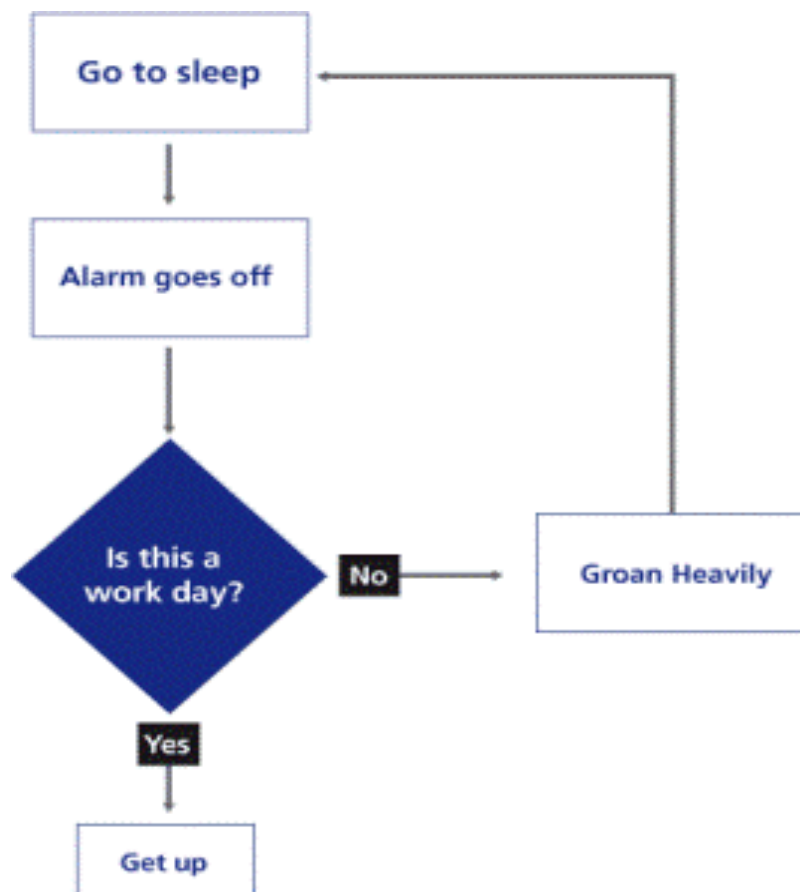 Go to sleep
Alarm goes off
Is this a
work day?
No
Groan Heavily
Yes
Get up